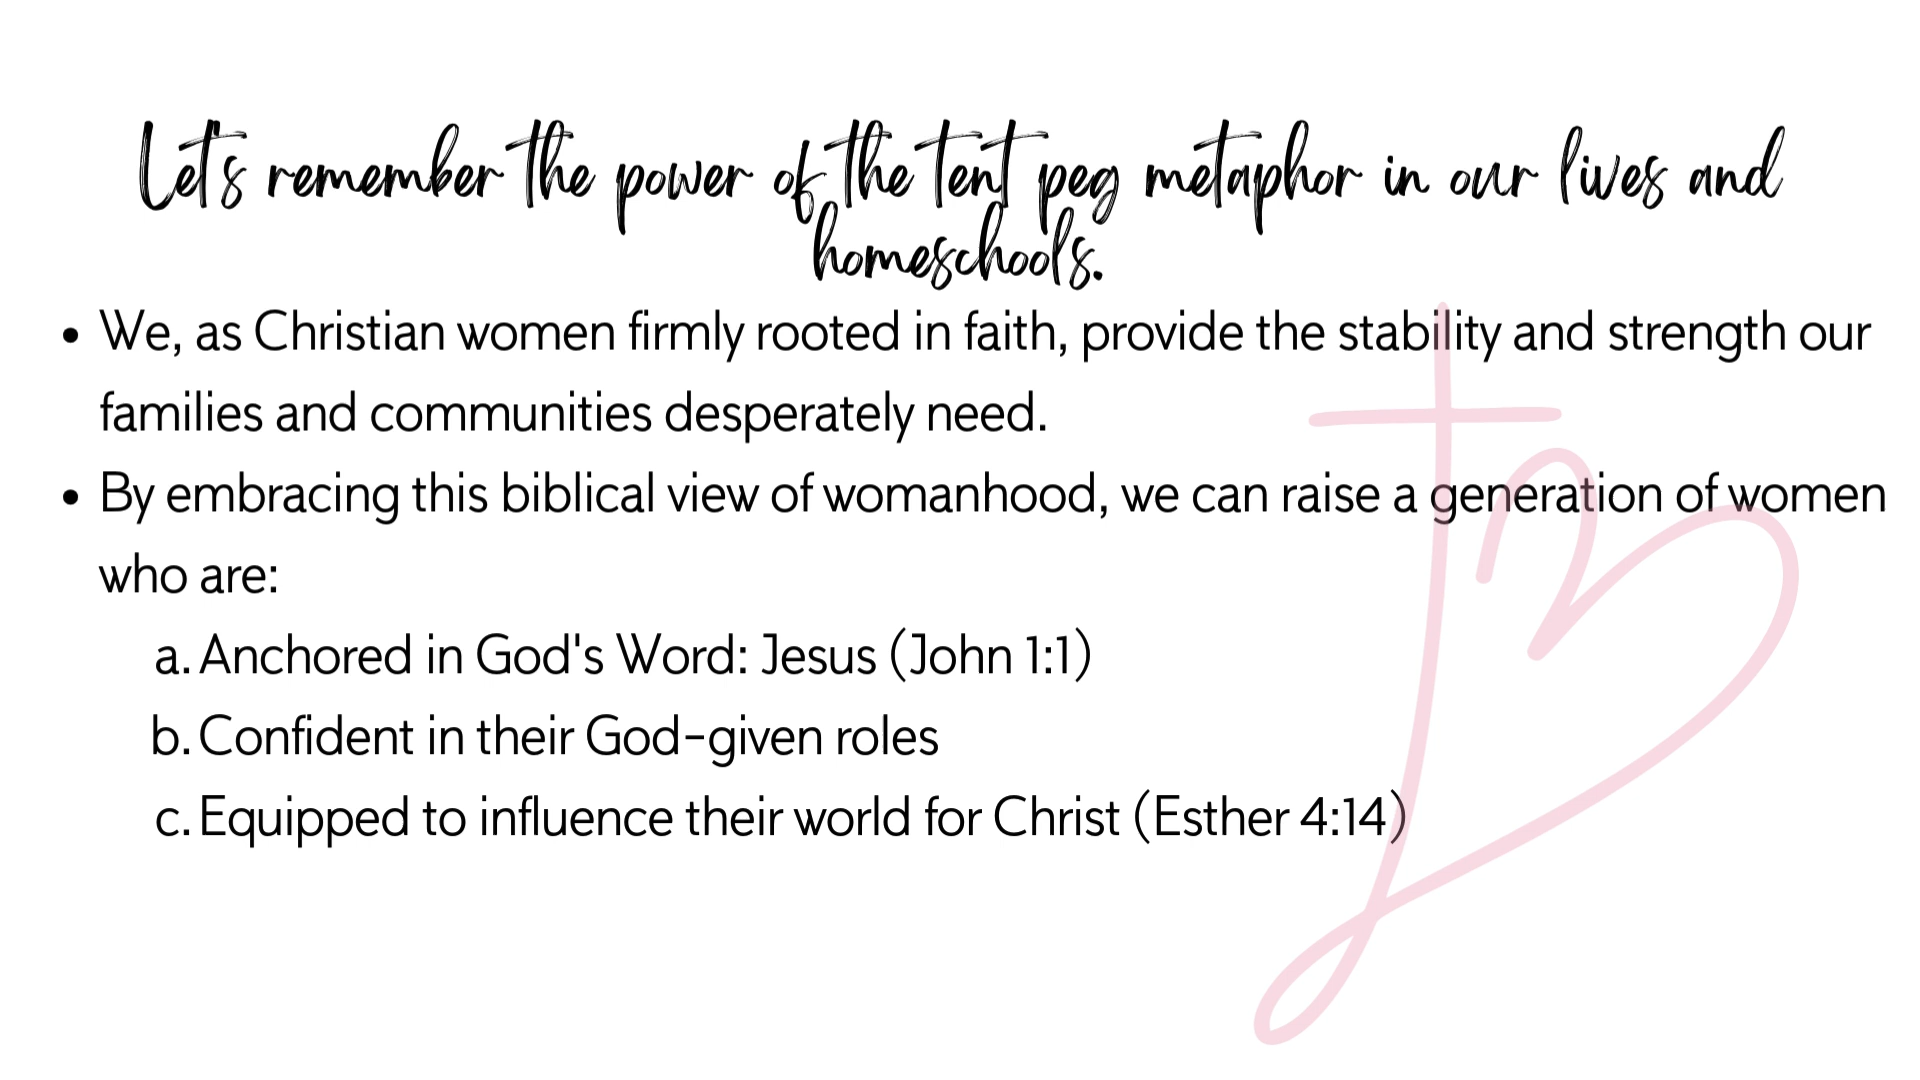 Let's remember the power of the tent peg metaphor in our lives and
homeschools.
• We, as Christian women firmly rooted in faith, provide the stability and strength our
families and communities desperately need.
• By embracing this biblical view of womanhood, we can raise a generation of women
who are:
a. Anchored in God's Word: Jesus (John 1:1)
b. Confident in their God-given roles
c. Equipped to influence their world for Christ (Esther 4:14)